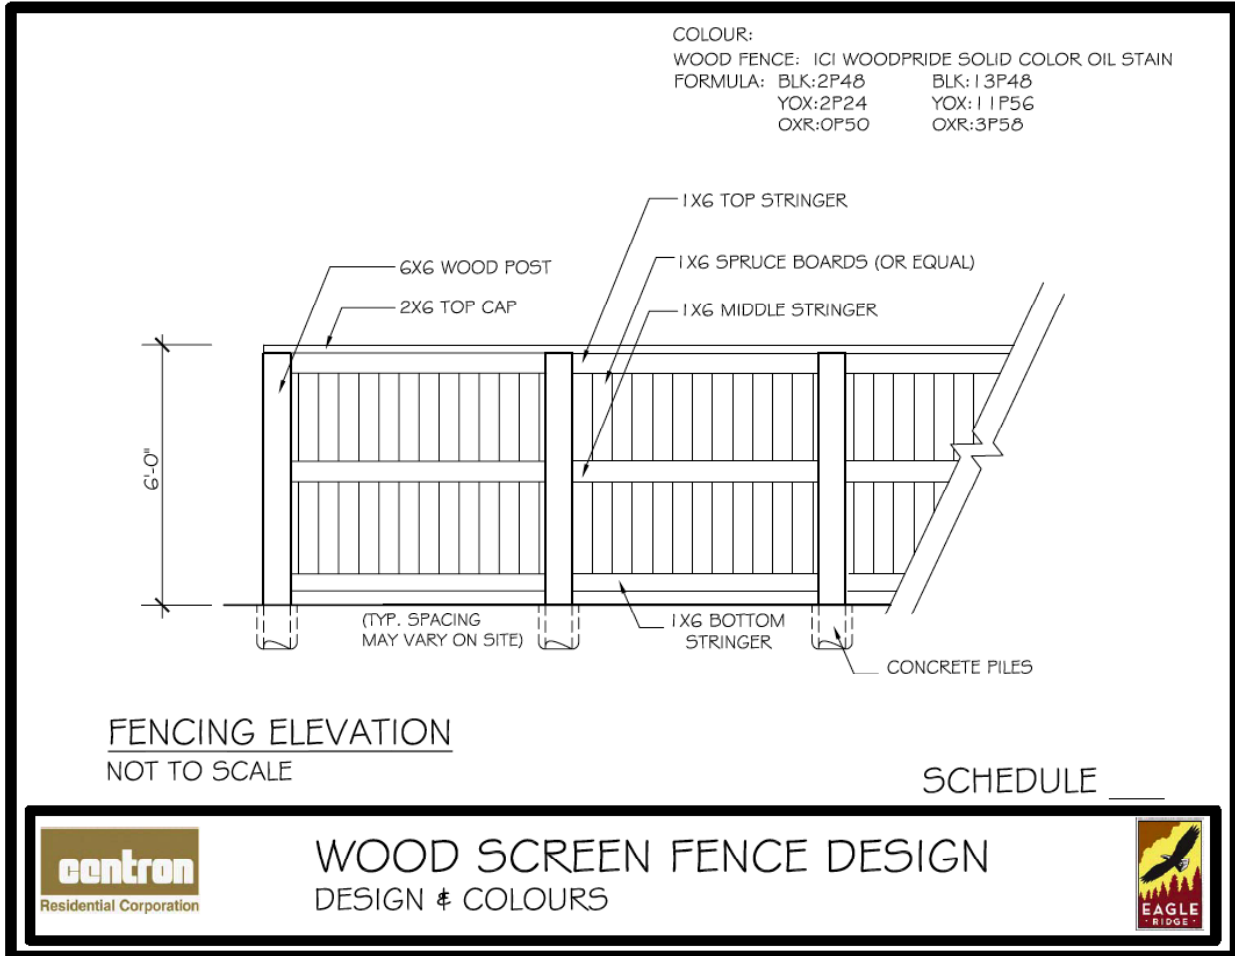 COLOUR:
WOOD FENCE: ICI WOODPRIDE SOLID COLOR OIL STAIN
FORMULA: BLK:2P48 BLK:13P48
YOX:2P24 YOX:11P56
OXR:0P50 OXR:3P58
1X6 TOP STRINGER
1X6 SPRUCE BOARDS (OR EQUAL)
6X6 WOOD POST
2X6 TOP CAP
1X6 MIDDLE STRINGER
6'-0"
(TYP. SPACING
MAY VARY ON SITE)
1X6 BOTTOM
STRINGER
CONCRETE PILES
FENCING ELEVATION
NOT TO SCALE
SCHEDULE
centron
Residential Corporation
WOOD SCREEN FENCE DESIGN
DESIGN & COLOURS
EAGLE
· RIDGE ·